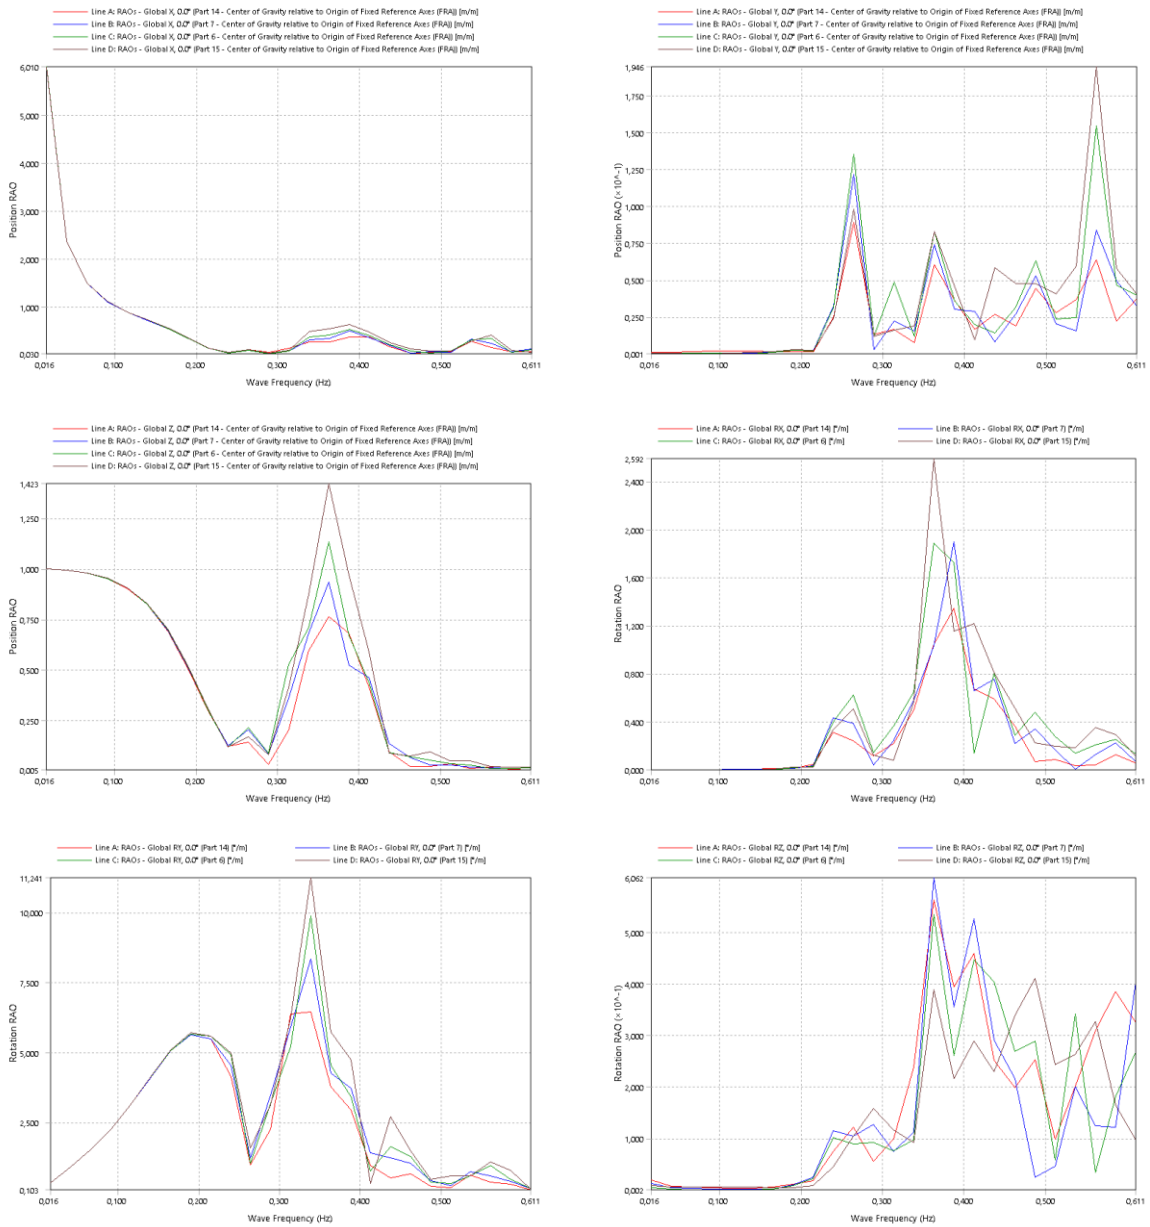 Line A: RAOs - Global X, 0.0° (Part 14 - Center of Gravity relative to Origin of Fixed Reference Axes (FRA)) [m/m]
Line B: RAOs - Global X, 0.0° (Part 7 - Center of Gravity relative to Origin of Fixed Reference Axes (FRA)) [m/m]
Line C: RAOs - Global X, 0.0° (Part 6 - Center of Gravity relative to Origin of Fixed Reference Axes (FRA)) [m/m]
Line D: RAOs - Global X, 0.0° (Part 15 - Center of Gravity relative to Origin of Fixed Reference Axes (FRA)) [m/m]
6,010
5,000
4,000
3,000
2,000
1,000
0,030
Position RAO
0,016 0,100 0,200 0,300 0,400 0,500 0,611
Wave Frequency (Hz)
Line A: RAOs - Global Y, 0.0° (Part 14 - Center of Gravity relative to Origin of Fixed Reference Axes (FRA)) [m/m]
Line B: RAOs - Global Y, 0.0° (Part 7 - Center of Gravity relative to Origin of Fixed Reference Axes (FRA)) [m/m]
Line C: RAOs - Global Y, 0.0° (Part 6 - Center of Gravity relative to Origin of Fixed Reference Axes (FRA)) [m/m]
Line D: RAOs - Global Y, 0.0° (Part 15 - Center of Gravity relative to Origin of Fixed Reference Axes (FRA)) [m/m]
1,946
1,750
1,500
1,250
1,000
0,750
0,500
0,250
0,001
Position RAO (×10^-1)
0,016 0,100 0,200 0,300 0,400 0,500 0,611
Wave Frequency (Hz)
Line A: RAOs - Global Z, 0.0° (Part 14 - Center of Gravity relative to Origin of Fixed Reference Axes (FRA)) [m/m]
Line B: RAOs - Global Z, 0.0° (Part 7 - Center of Gravity relative to Origin of Fixed Reference Axes (FRA)) [m/m]
Line C: RAOs - Global Z, 0.0° (Part 6 - Center of Gravity relative to Origin of Fixed Reference Axes (FRA)) [m/m]
Line D: RAOs - Global Z, 0.0° (Part 15 - Center of Gravity relative to Origin of Fixed Reference Axes (FRA)) [m/m]
1,423
1,250
1,000
0,750
0,500
0,250
0,005
Position RAO
0,016 0,100 0,200 0,300 0,400 0,500 0,611
Wave Frequency (Hz)
Line A: RAOs - Global RX, 0.0° (Part 14) [°/m] Line B: RAOs - Global RX, 0.0° (Part 7) [°/m]
Line C: RAOs - Global RX, 0.0° (Part 6) [°/m] Line D: RAOs - Global RX, 0.0° (Part 15) [°/m]
2,592
2,400
2,000
1,600
1,200
0,800
0,400
0,000
Rotation RAO
0,016 0,100 0,200 0,300 0,400 0,500 0,611
Wave Frequency (Hz)
Line A: RAOs - Global RY, 0.0° (Part 14) [°/m] Line B: RAOs - Global RY, 0.0° (Part 7) [°/m]
Line C: RAOs - Global RY, 0.0° (Part 6) [°/m] Line D: RAOs - Global RY, 0.0° (Part 15) [°/m]
11,241
10,000
7,500
5,000
2,500
0,103
Rotation RAO
0,016 0,100 0,200 0,300 0,400 0,500 0,611
Wave Frequency (Hz)
Line A: RAOs - Global RZ, 0.0° (Part 14) [°/m] Line B: RAOs - Global RZ, 0.0° (Part 7) [°/m]
Line C: RAOs - Global RZ, 0.0° (Part 6) [°/m] Line D: RAOs - Global RZ, 0.0° (Part 15) [°/m]
6,062
5,000
4,000
3,000
2,000
1,000
0,002
Rotation RAO (×10^-1)
0,016 0,100 0,200 0,300 0,400 0,500 0,611
Wave Frequency (Hz)